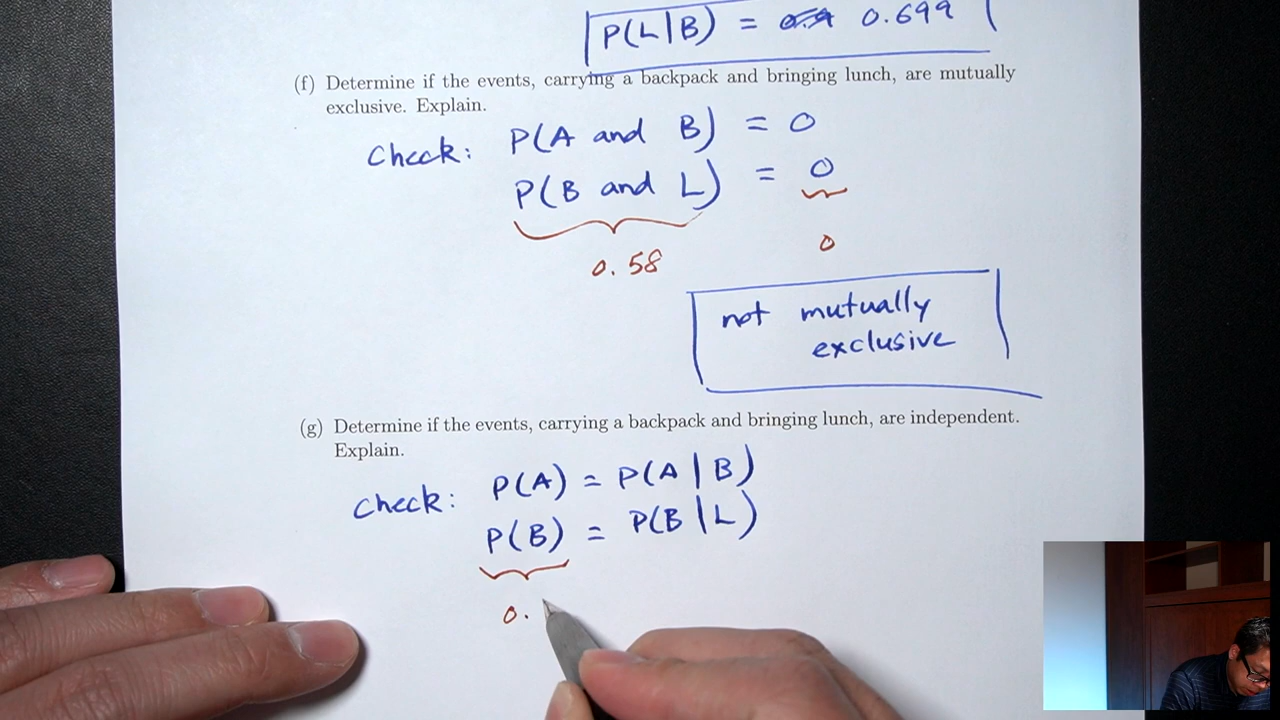 P(L|B) = 0.699
(f) Determine if the events, carrying a backpack and bringing lunch, are mutually
exclusive. Explain.
Check: P(A and B) = 0
P(B and L) = 0
0.58 0
not mutually
exclusive
(g) Determine if the events, carrying a backpack and bringing lunch, are independent.
Explain.
Check: P(A) = P(A|B)
P(B) = P(B|L)
0.